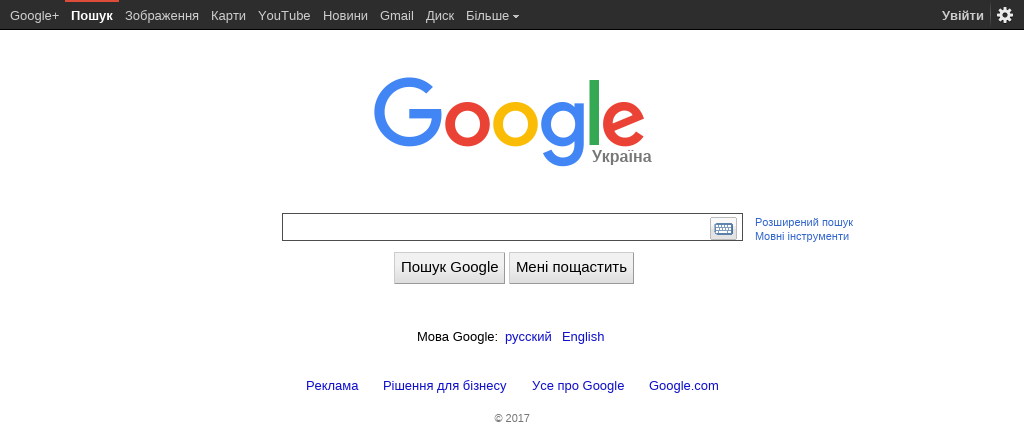 Google+ Пошук Зображення Карти YouTube Новини Gmail Диск Більше Увійти
Google
Україна
Розширений пошук
Мовні інструменти
Пошук Google Мені пощастить
Мова Google: русский English
Реклама Рішення для бізнесу Усе про Google Google.com
© 2017